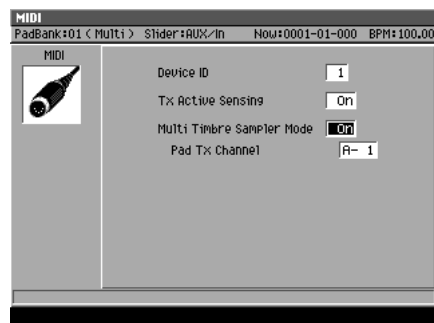 MIDI
PadBank:01 (Multi) Slider:AUX/In Now:0001-01-000 BPM:100.00
MIDI
Device ID 1
Tx Active Sensing On
Multi Timbre Sampler Mode On
Pad Tx Channel A- 1